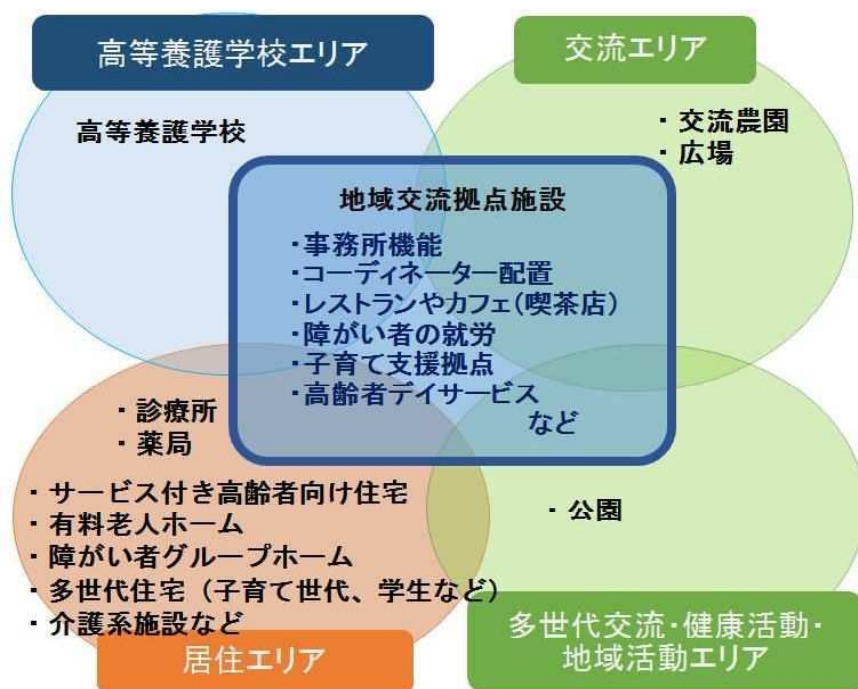 高等養護学校エリア
交流エリア
高等養護学校
・交流農園
・広場
地域交流拠点施設
・事務所機能
・コーディネーター配置
・レストランやカフェ(喫茶店)
・障がい者の就労
・子育て支援拠点
・高齢者デイサービス
など
・診療所
・薬局
・サービス付き高齢者向け住宅
・有料老人ホーム
・障がい者グループホーム
・多世代住宅（子育て世代、学生など）
・介護系施設など
・公園
居住エリア
多世代交流・健康活動・
地域活動エリア